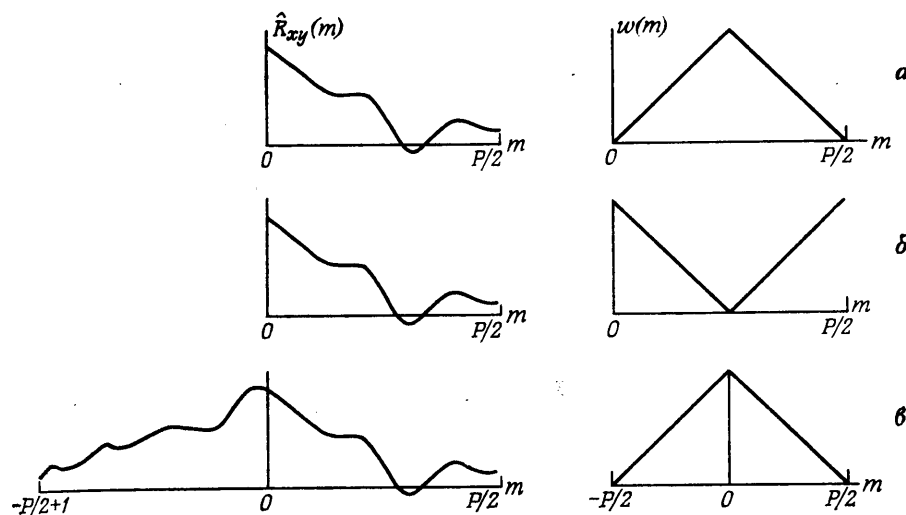 R̂xy(m) w(m) а
0 P/2 m 0 P/2 m
б
0 P/2 m 0 P/2 m
в
-P/2+1 0 P/2 m -P/2 0 P/2 m